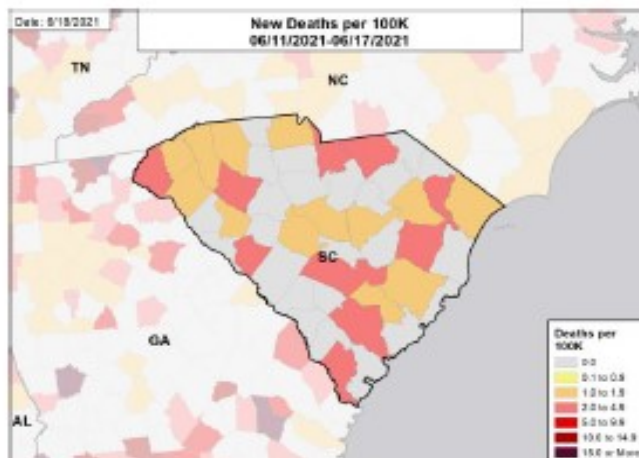 Date: 6/18/2021
New Deaths per 100K
06/11/2021-06/17/2021
TN
NC
SC
GA
AL
Deaths per
100K
0.0
0.1 to 0.9
1.0 to 1.9
2.0 to 4.9
5.0 to 9.9
10.0 to 14.9
15.0 or More